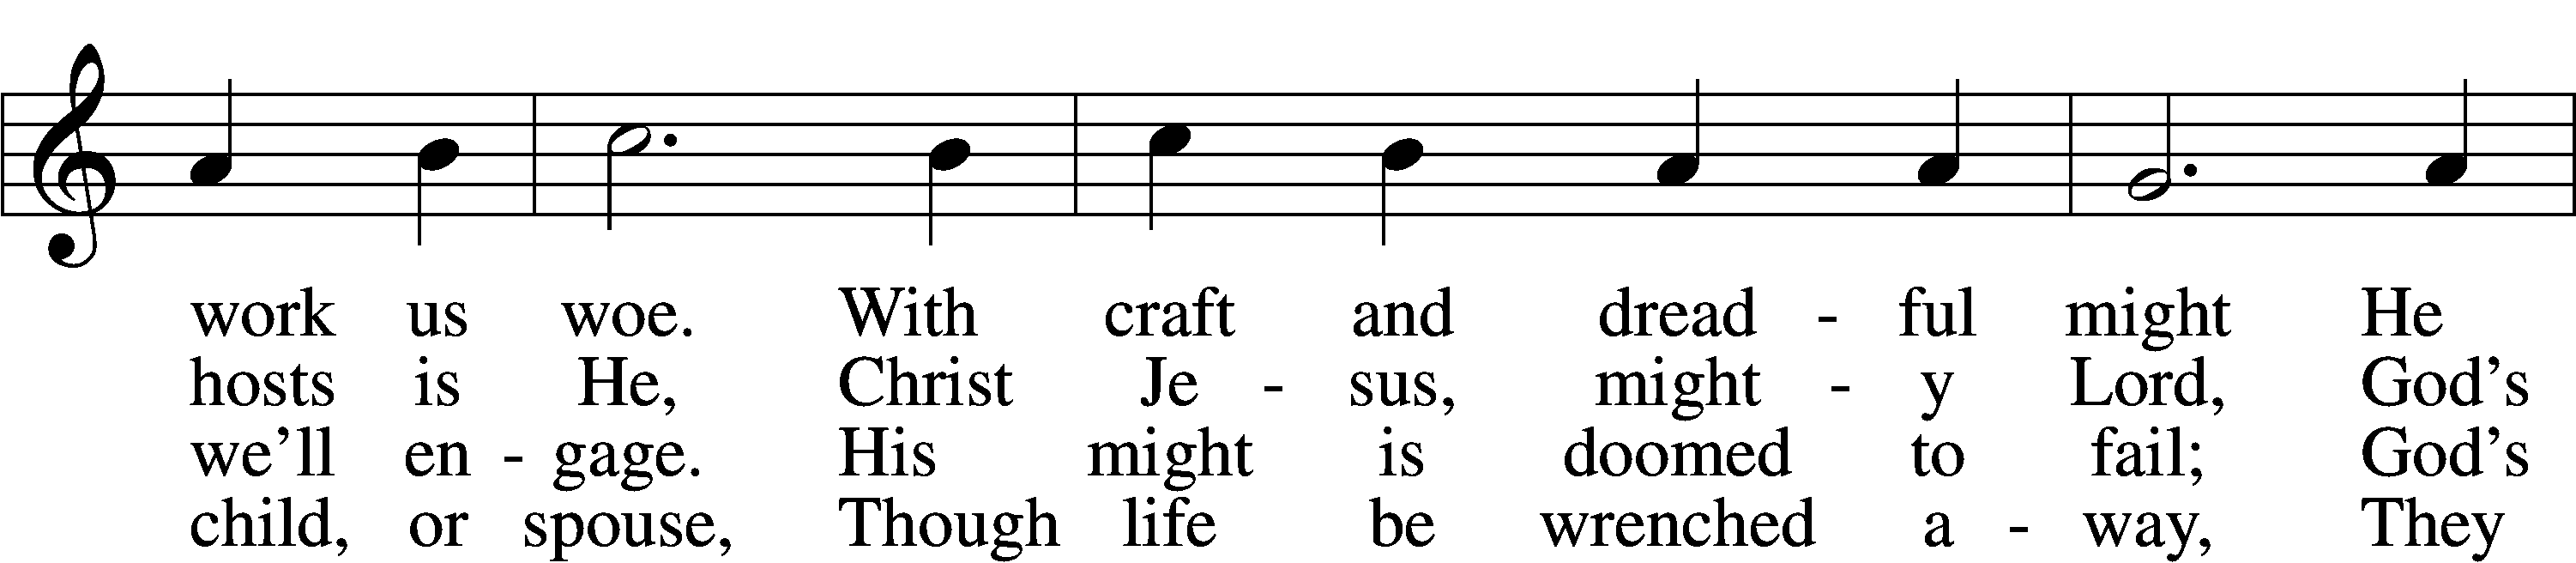 work us woe. With craft and dread - ful might He
hosts is He, Christ Je - sus, might - y Lord, God’s
we’ll en - gage. His might is doomed to fail; God’s
child, or spouse, Though life be wrenched a - way, They